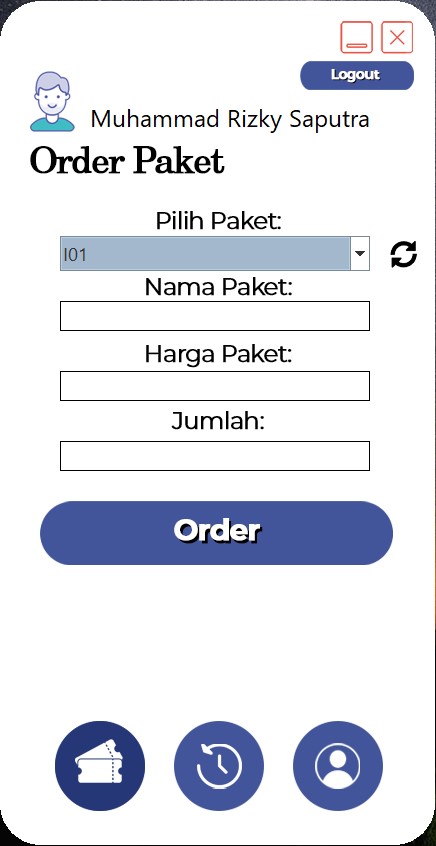 Logout
Muhammad Rizky Saputra
Order Paket
Pilih Paket:
I01
Nama Paket:
Harga Paket:
Jumlah:
Order